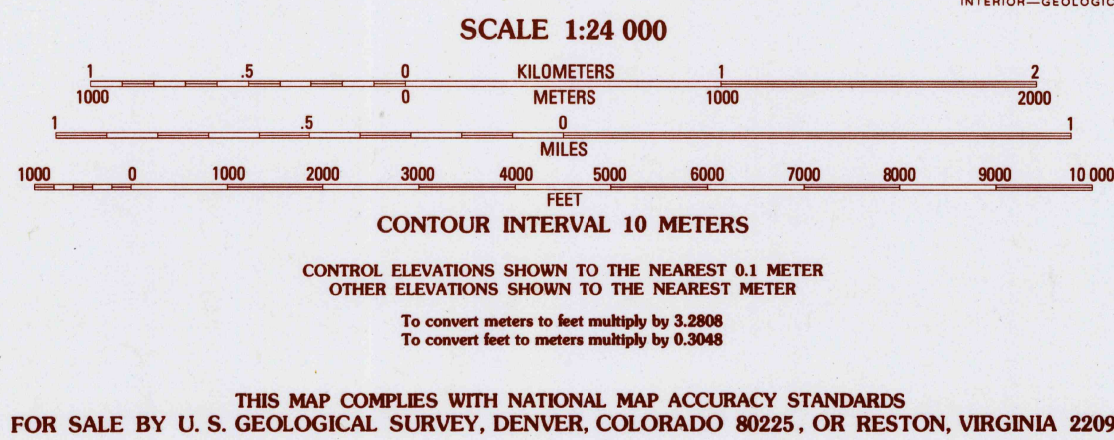 INTERIOR—GEOLOGIC
SCALE 1:24 000
1 .5 0 KILOMETERS 1 2
1000 0 METERS 1000 2000
1 .5 0 1
MILES
1000 0 1000 2000 3000 4000 5000 6000 7000 8000 9000 10 000
FEET
CONTOUR INTERVAL 10 METERS
CONTROL ELEVATIONS SHOWN TO THE NEAREST 0.1 METER
OTHER ELEVATIONS SHOWN TO THE NEAREST METER
To convert meters to feet multiply by 3.2808
To convert feet to meters multiply by 0.3048
THIS MAP COMPLIES WITH NATIONAL MAP ACCURACY STANDARDS
FOR SALE BY U. S. GEOLOGICAL SURVEY, DENVER, COLORADO 80225, OR RESTON, VIRGINIA 2209